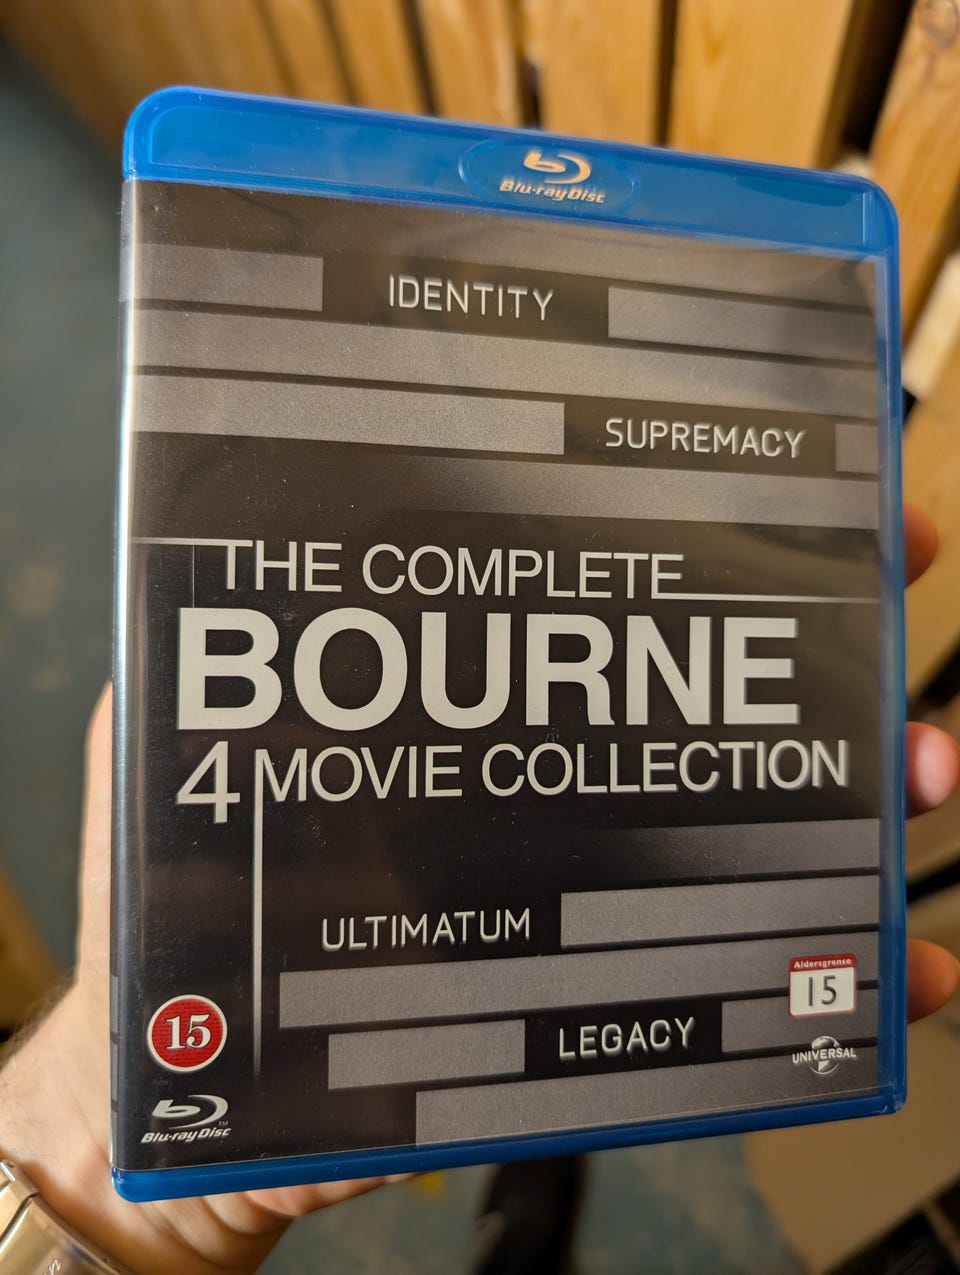 Blu-ray Disc
IDENTITY
SUPREMACY
THE COMPLETE
BOURNE
4 MOVIE COLLECTION
ULTIMATUM
Aldersgrense
15
LEGACY
15
UNIVERSAL
Blu-ray Disc™